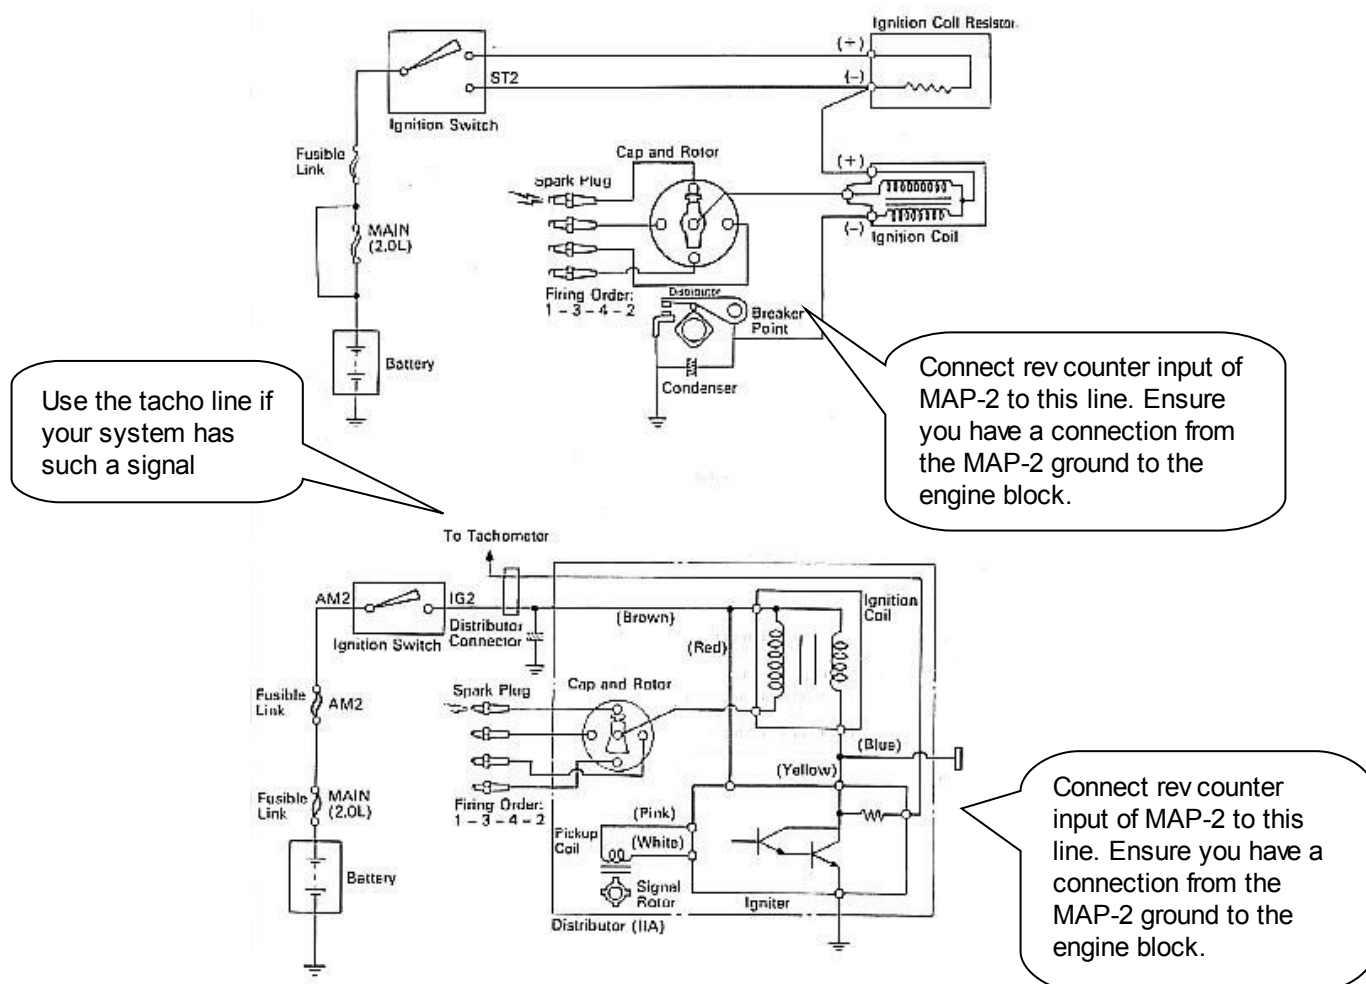 Ignition Coil Resistor
(+)
(-)
ST2
Ignition Switch
Fusible
Link
Cap and Rotor
Spark Plug
(+)
(-)
Ignition Coil
MAIN
(2.0L)
Firing Order:
1 - 3 - 4 - 2
Distributor
Breaker
Point
Condenser
Battery
Connect rev counter input of
MAP-2 to this line. Ensure
you have a connection from
the MAP-2 ground to the
engine block.
Use the tacho line if
your system has
such a signal
To Tachometer
AM2
IG2
Ignition Switch
Distributor
Connector
(Brown)
(Red)
Ignition
Coil
Fusible
Link
AM2
Spark Plug
Cap and Rotor
(Blue)
(Yellow)
Fusible
Link
MAIN
(2.0L)
Firing Order:
1 - 3 - 4 - 2
(Pink)
Pickup
Coil
(White)
Signal
Rotor
Igniter
Battery
Distributor (IIA)
Connect rev counter
input of MAP-2 to this
line. Ensure you have a
connection from the
MAP-2 ground to the
engine block.